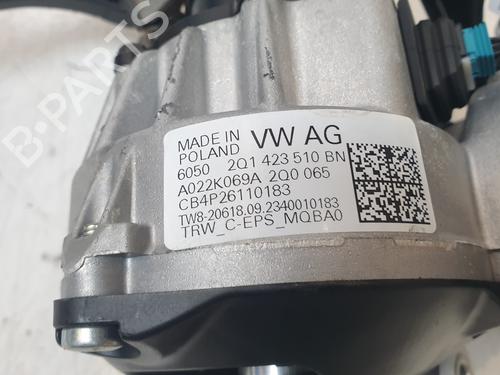 MADE IN
POLAND VW AG
6050 2Q1 423 510 BN
A022K069A 2Q0 065
CB4P26110183
TW8-20618.09.2340010183
TRW_C-EPS_MQBA0
B-PARTS